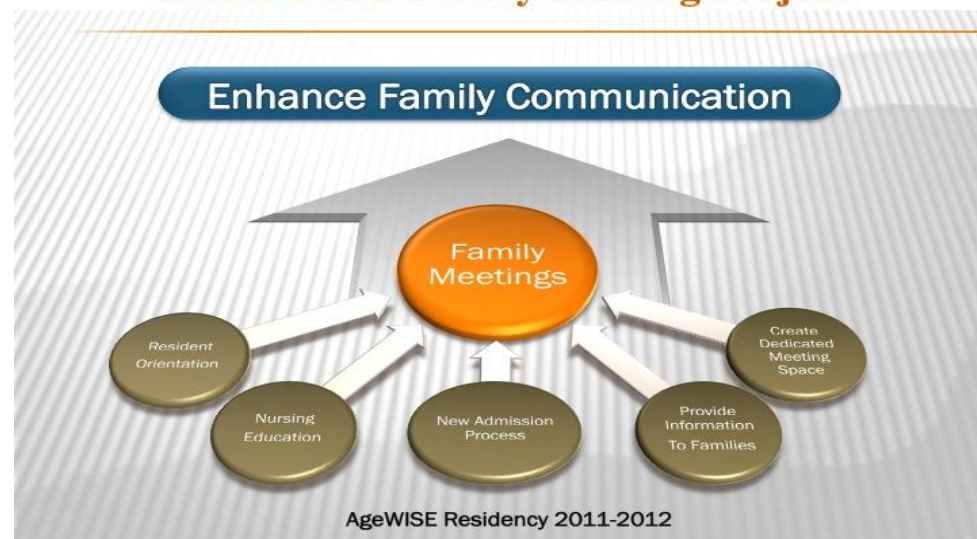 Enhance Family Communication
Family
Meetings
Resident
Orientation
Nursing
Education
New Admission
Process
Provide
Information
To Families
Create
Dedicated
Meeting
Space
AgeWISE Residency 2011-2012